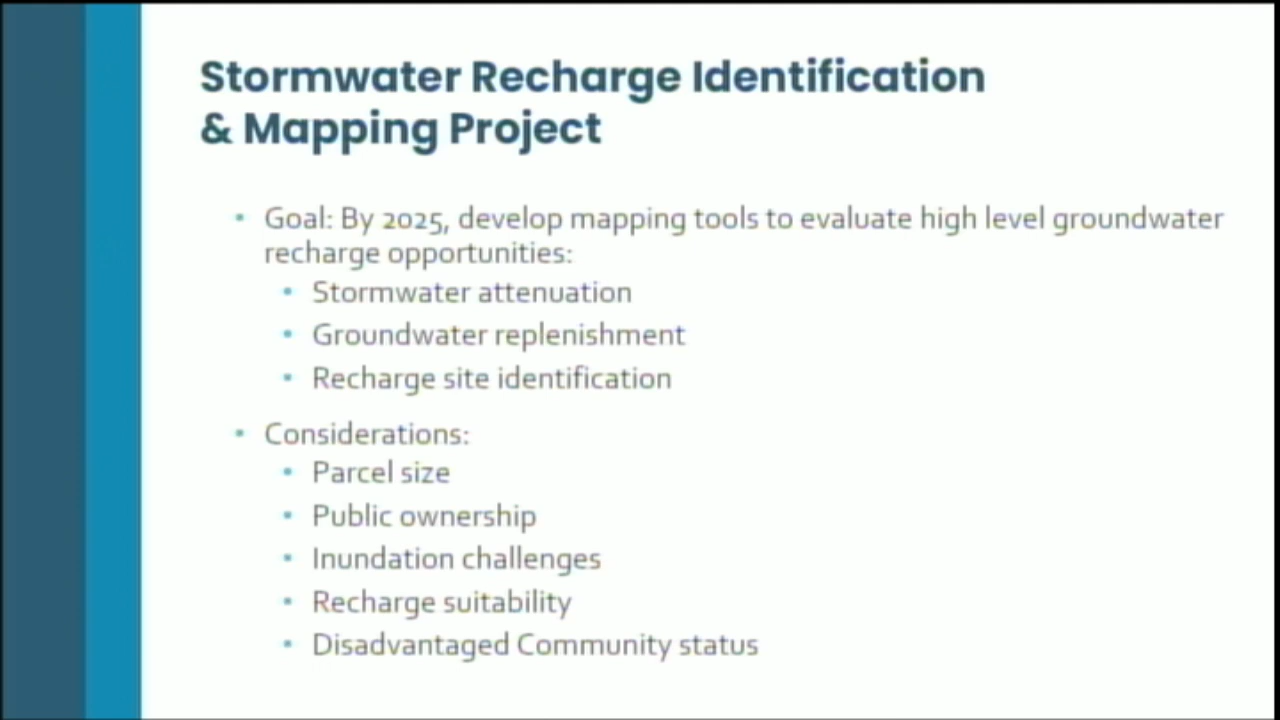 Stormwater Recharge Identification
& Mapping Project
• Goal: By 2025, develop mapping tools to evaluate high level groundwater
recharge opportunities:
• Stormwater attenuation
• Groundwater replenishment
• Recharge site identification
• Considerations:
• Parcel size
• Public ownership
• Inundation challenges
• Recharge suitability
• Disadvantaged Community status